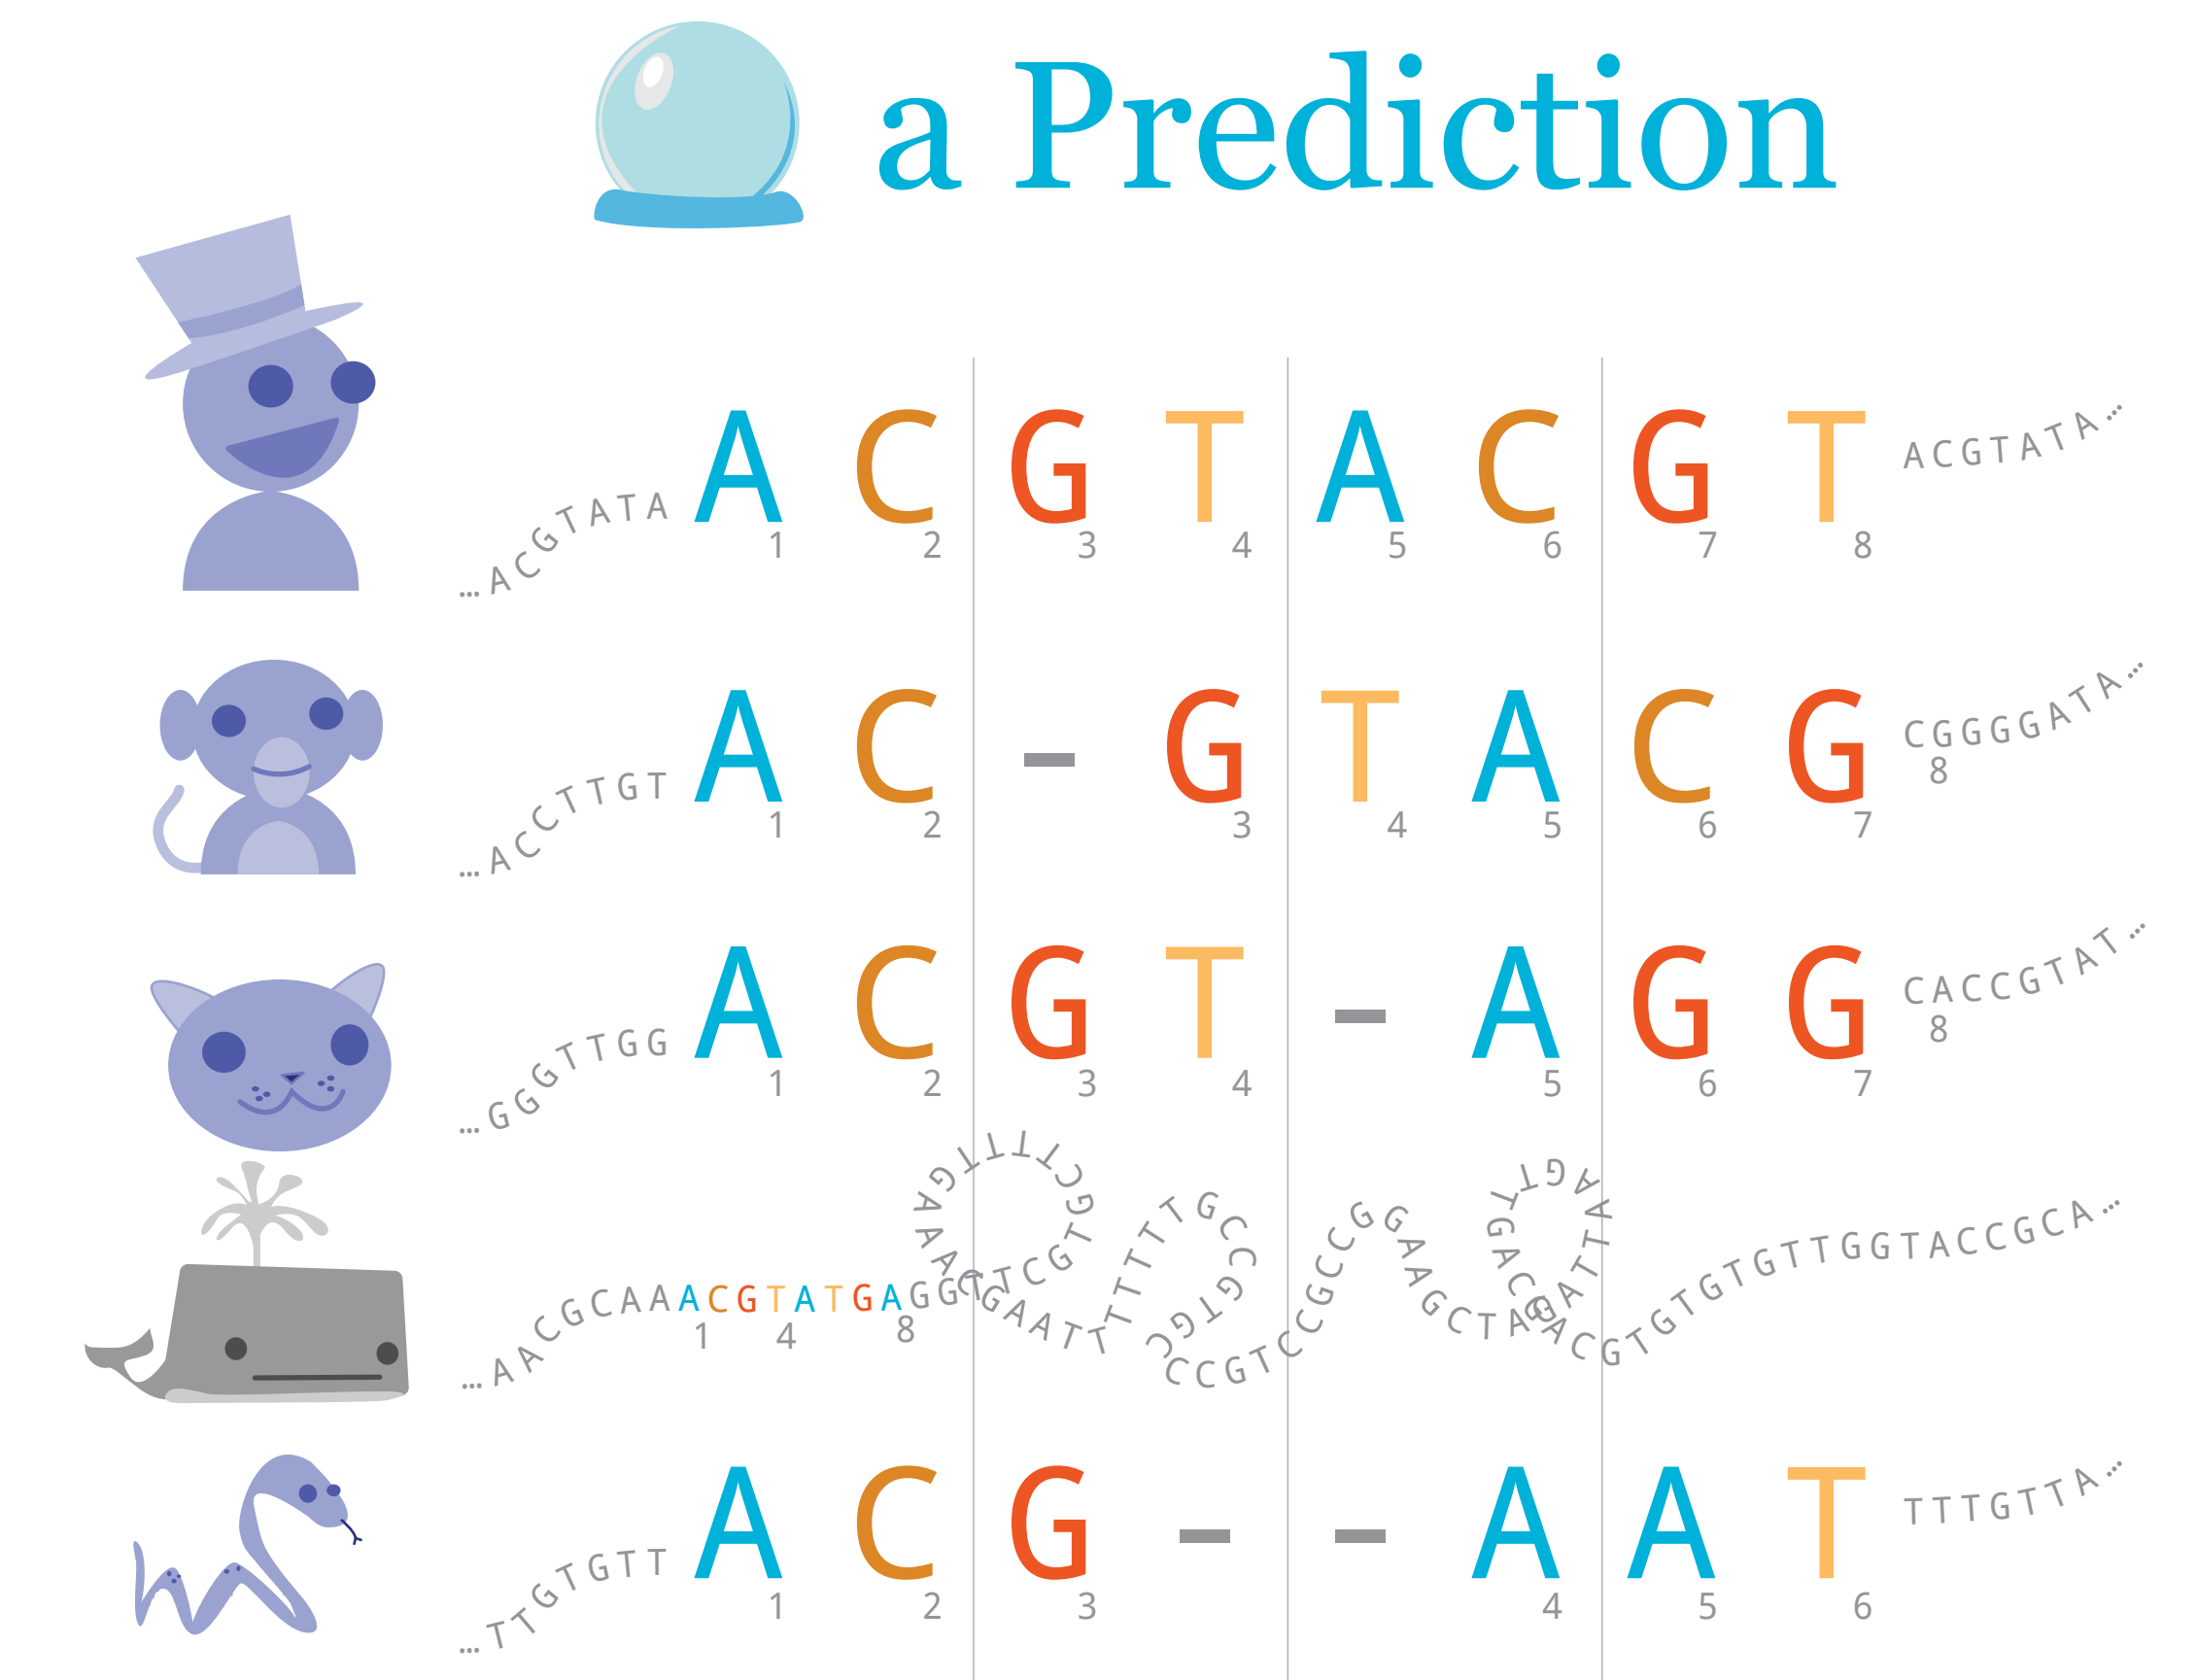 a Prediction
…ACGTATA A C G T A C G T ACGTATA…
1 2 3 4 5 6 7 8
…ACCTTGT A C - G T A C G CGGGGATA…
1 2 3 4 5 6 7 8
…GGGTTGG A C G T - A G G CACCGTAT…
1 2 3 4 5 6 7 8
…AACGCAAACGTATGAGG
1 4 8
GTGTGTGTTGGTACCGCA…
…TTGTGTT A C G - - A A T TTTGTTA…
1 2 3 4 5 6